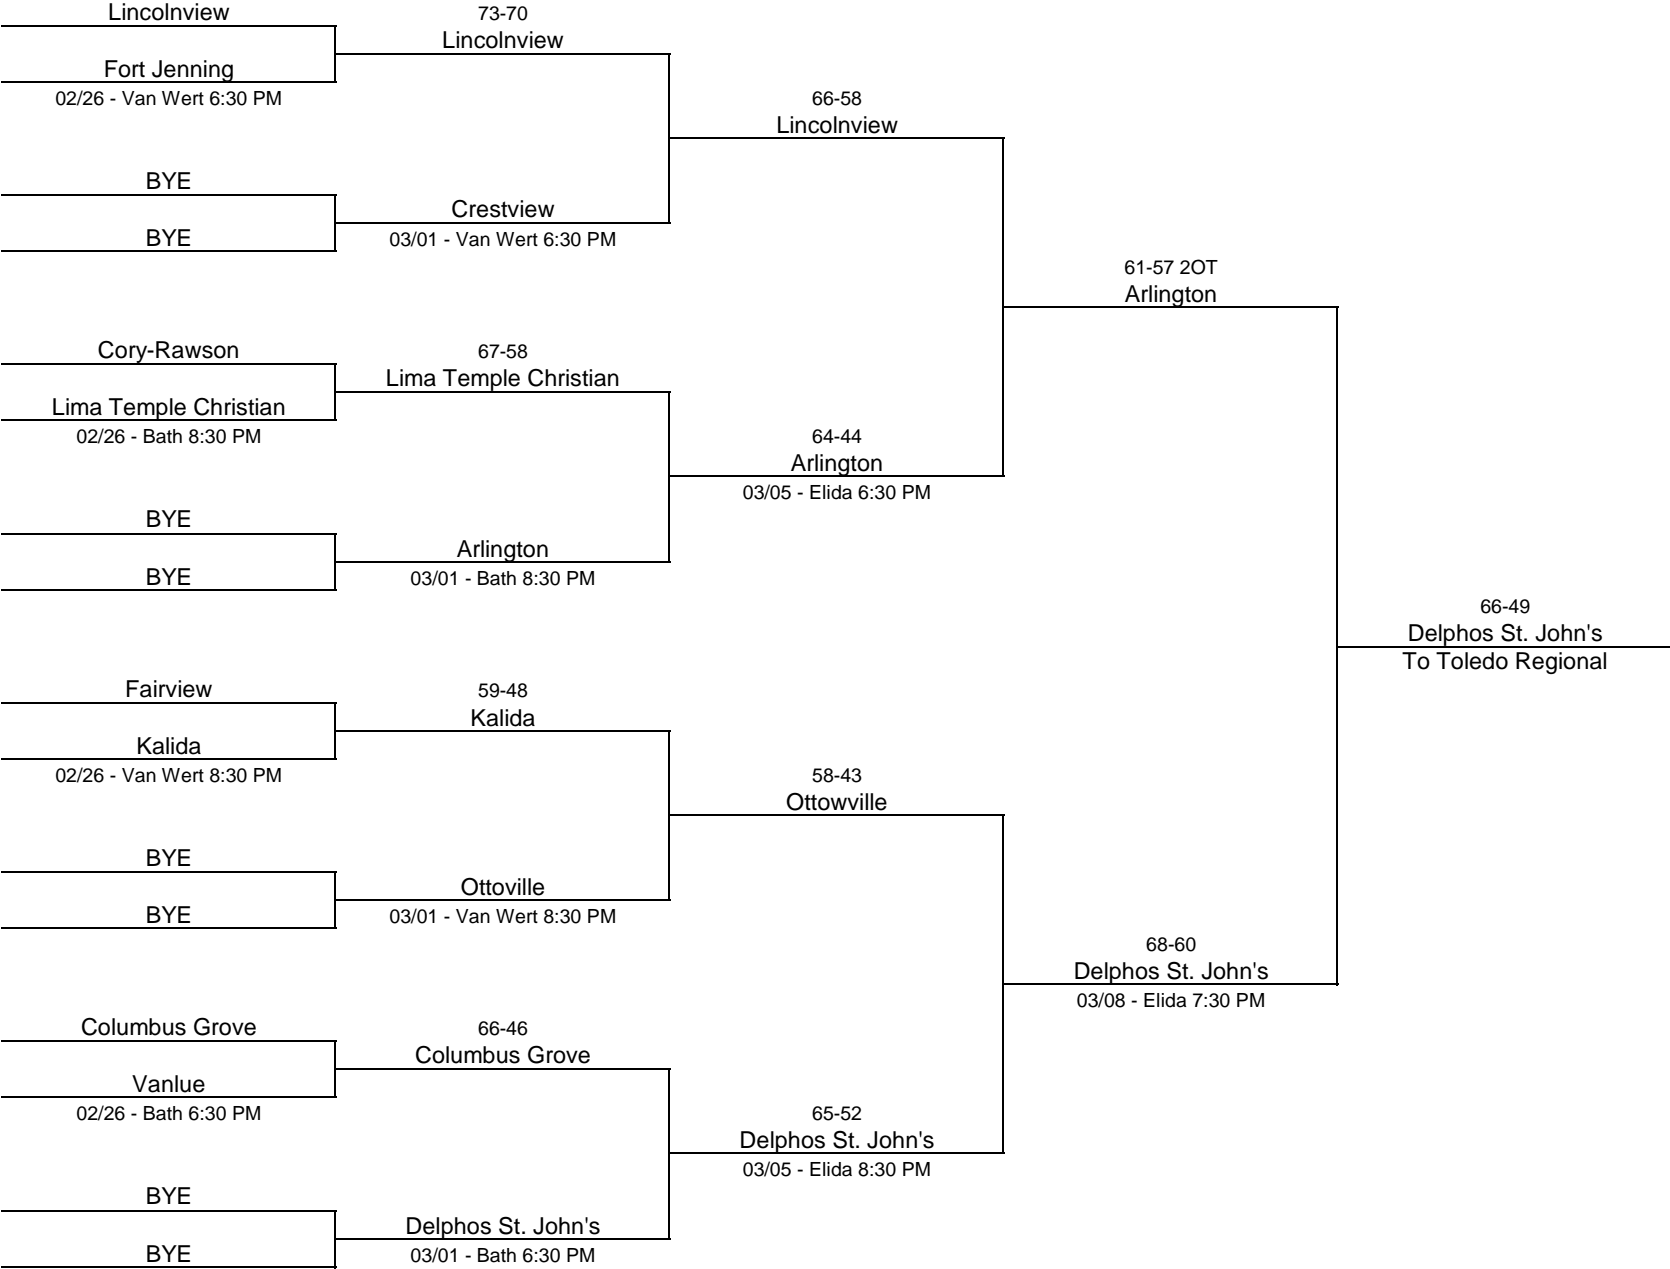 Lincolnview
73-70
Lincolnview
Fort Jenning
02/26 - Van Wert 6:30 PM
66-58
Lincolnview
BYE
Crestview
BYE
03/01 - Van Wert 6:30 PM
61-57 2OT
Arlington
Cory-Rawson
67-58
Lima Temple Christian
Lima Temple Christian
02/26 - Bath 8:30 PM
64-44
Arlington
03/05 - Elida 6:30 PM
BYE
Arlington
BYE
03/01 - Bath 8:30 PM
66-49
Delphos St. John's
To Toledo Regional
Fairview
59-48
Kalida
Kalida
02/26 - Van Wert 8:30 PM
58-43
Ottowville
BYE
Ottoville
BYE
03/01 - Van Wert 8:30 PM
68-60
Delphos St. John's
03/08 - Elida 7:30 PM
Columbus Grove
66-46
Columbus Grove
Vanlue
02/26 - Bath 6:30 PM
65-52
Delphos St. John's
03/05 - Elida 8:30 PM
BYE
Delphos St. John's
BYE
03/01 - Bath 6:30 PM